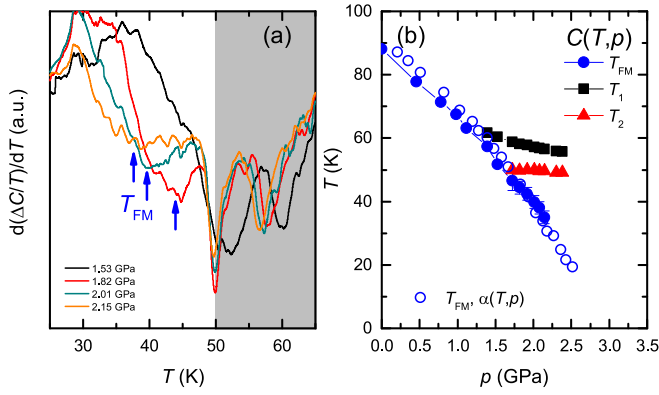 (a)
d(ΔC/T)/dT (a.u.)
T_FM
1.53 GPa
1.82 GPa
2.01 GPa
2.15 GPa
25 30 40 50 60
T (K)
(b)
C(T,p)
T_FM
T_1
T_2
100
80
60
40
20
0
T (K)
T_FM, α(T,p)
0.0 0.5 1.0 1.5 2.0 2.5 3.0 3.5
p (GPa)